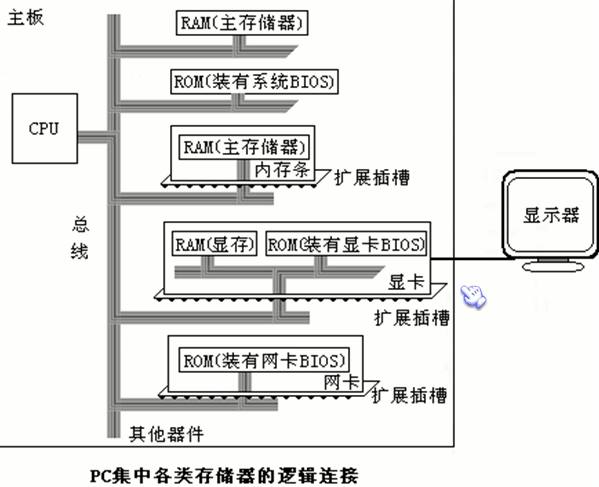 主板
RAM(主存储器)
ROM(装有系统BIOS)
CPU
RAM(主存储器)
内存条
扩展插槽
总线
RAM(显存)
ROM(装有显卡BIOS)
显卡
扩展插槽
显示器
ROM(装有网卡BIOS)
网卡
扩展插槽
其他器件
PC集中各类存储器的逻辑连接